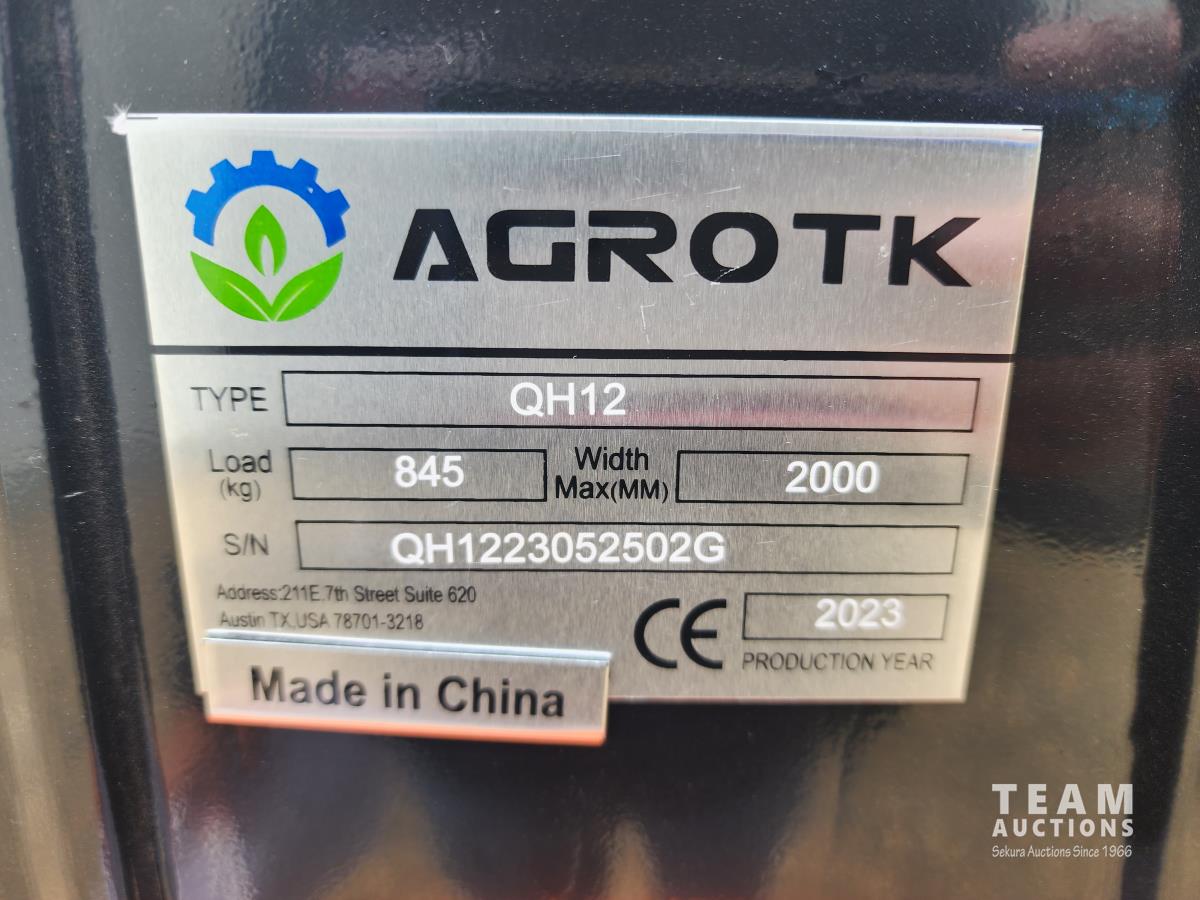 AGROTK
TYPE QH12
Load (kg) 845 Width Max(MM) 2000
S/N QH1223052502G
Address:211E.7th Street Suite 620
Austin TX,USA 78701-3218
CE 2023
PRODUCTION YEAR
Made in China
TEAM
AUCTIONS
Sekura Auctions Since 1966